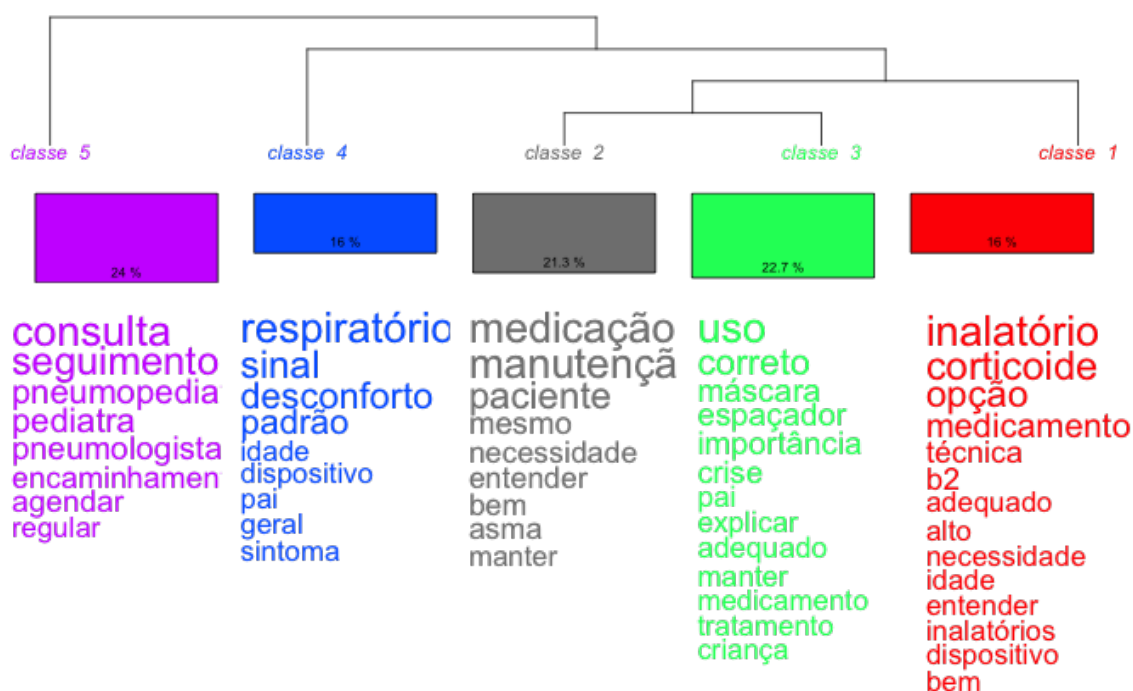 classe 5
classe 4
classe 2
classe 3
classe 1
24 %
16 %
21.3 %
22.7 %
16 %
consulta
seguimento
pneumopedia
pediatra
pneumologista
encaminhamen
agendar
regular
respiratório
sinal
desconforto
padrão
idade
dispositivo
pai
geral
sintoma
medicação
manutençã
paciente
mesmo
necessidade
entender
bem
asma
manter
uso
correto
máscara
espaçador
importância
crise
pai
explicar
adequado
manter
medicamento
tratamento
criança
inalatório
corticoide
opção
medicamento
técnica
b2
adequado
alto
necessidade
idade
entender
inalatórios
dispositivo
bem